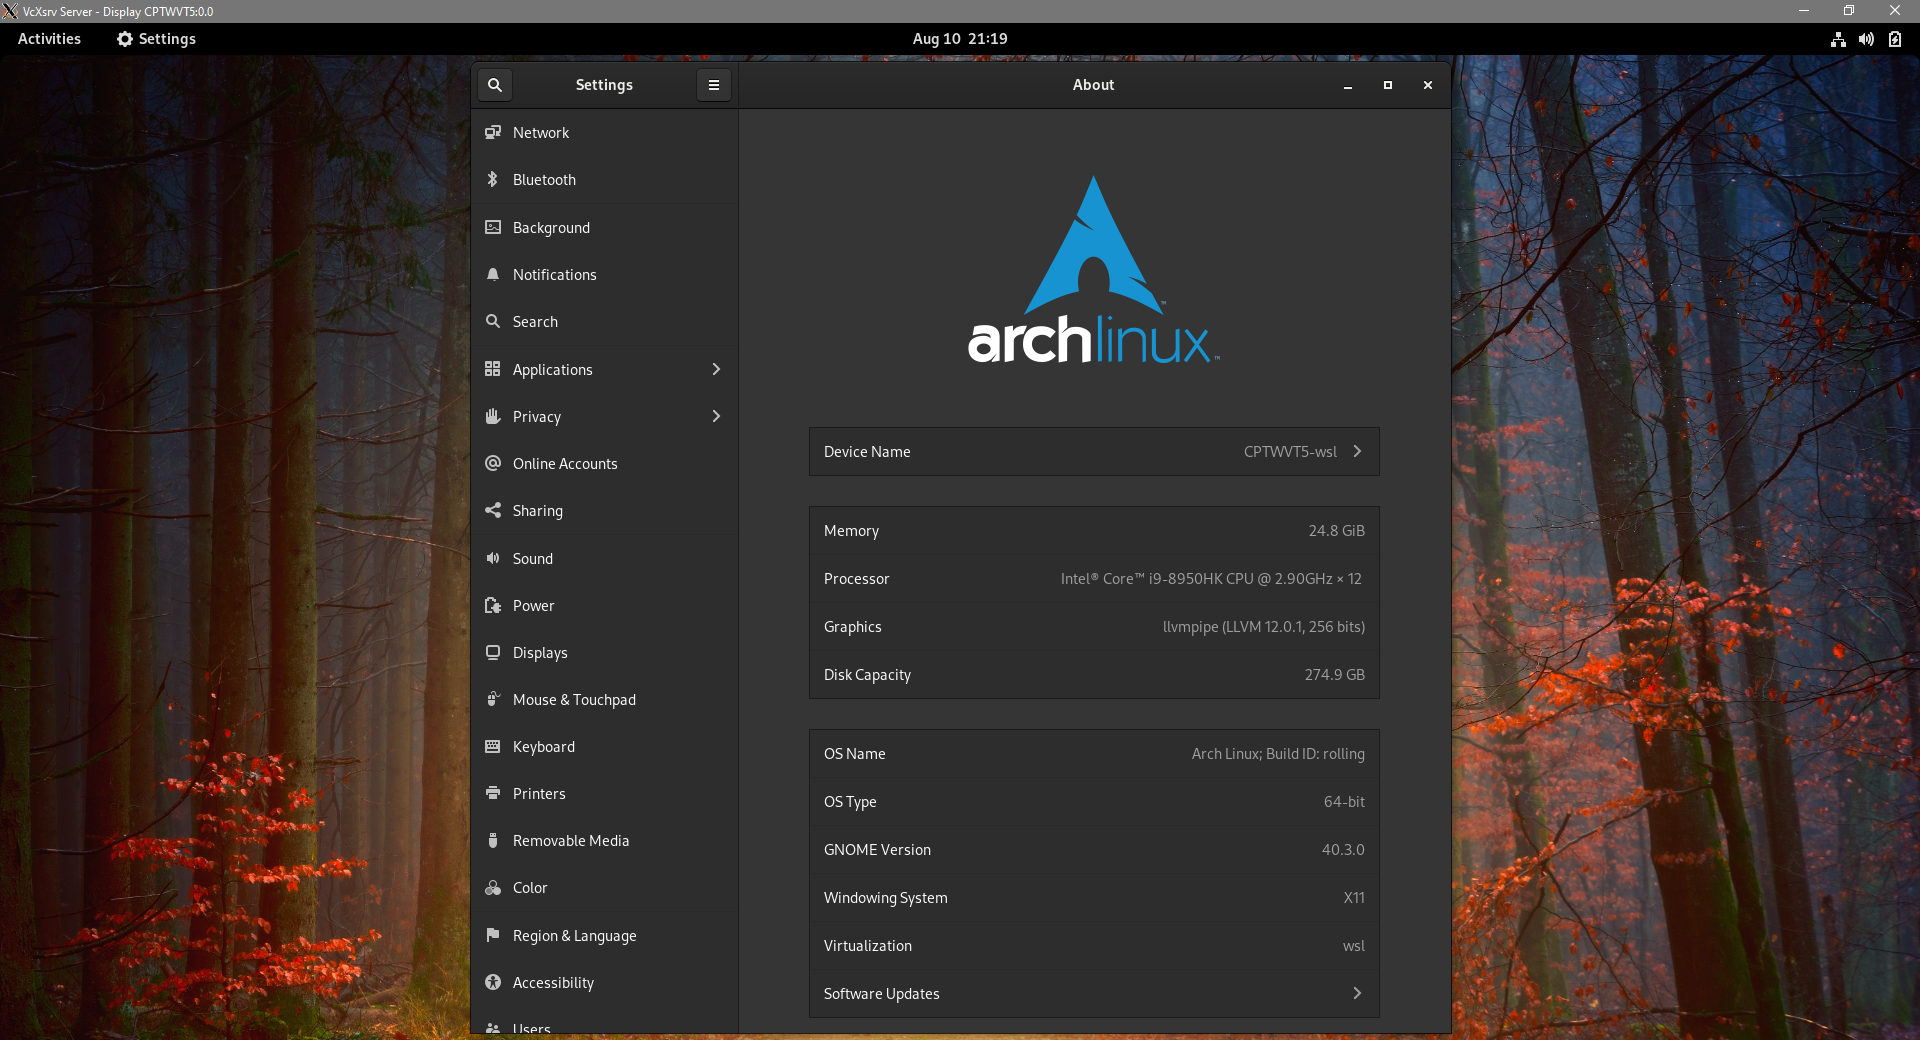 VcXsrv Server - Display CPTWVT5:0.0
Activities Settings Aug 10 21:19
Settings
Network
Bluetooth
Background
Notifications
Search
Applications
Privacy
Online Accounts
Sharing
Sound
Power
Displays
Mouse & Touchpad
Keyboard
Printers
Removable Media
Color
Region & Language
Accessibility
Users
About
archlinux™
Device Name CPTWVT5-wsl
Memory 24.8 GiB
Processor Intel® Core™ i9-8950HK CPU @ 2.90GHz × 12
Graphics llvmpipe (LLVM 12.0.1, 256 bits)
Disk Capacity 274.9 GB
OS Name Arch Linux; Build ID: rolling
OS Type 64-bit
GNOME Version 40.3.0
Windowing System X11
Virtualization wsl
Software Updates